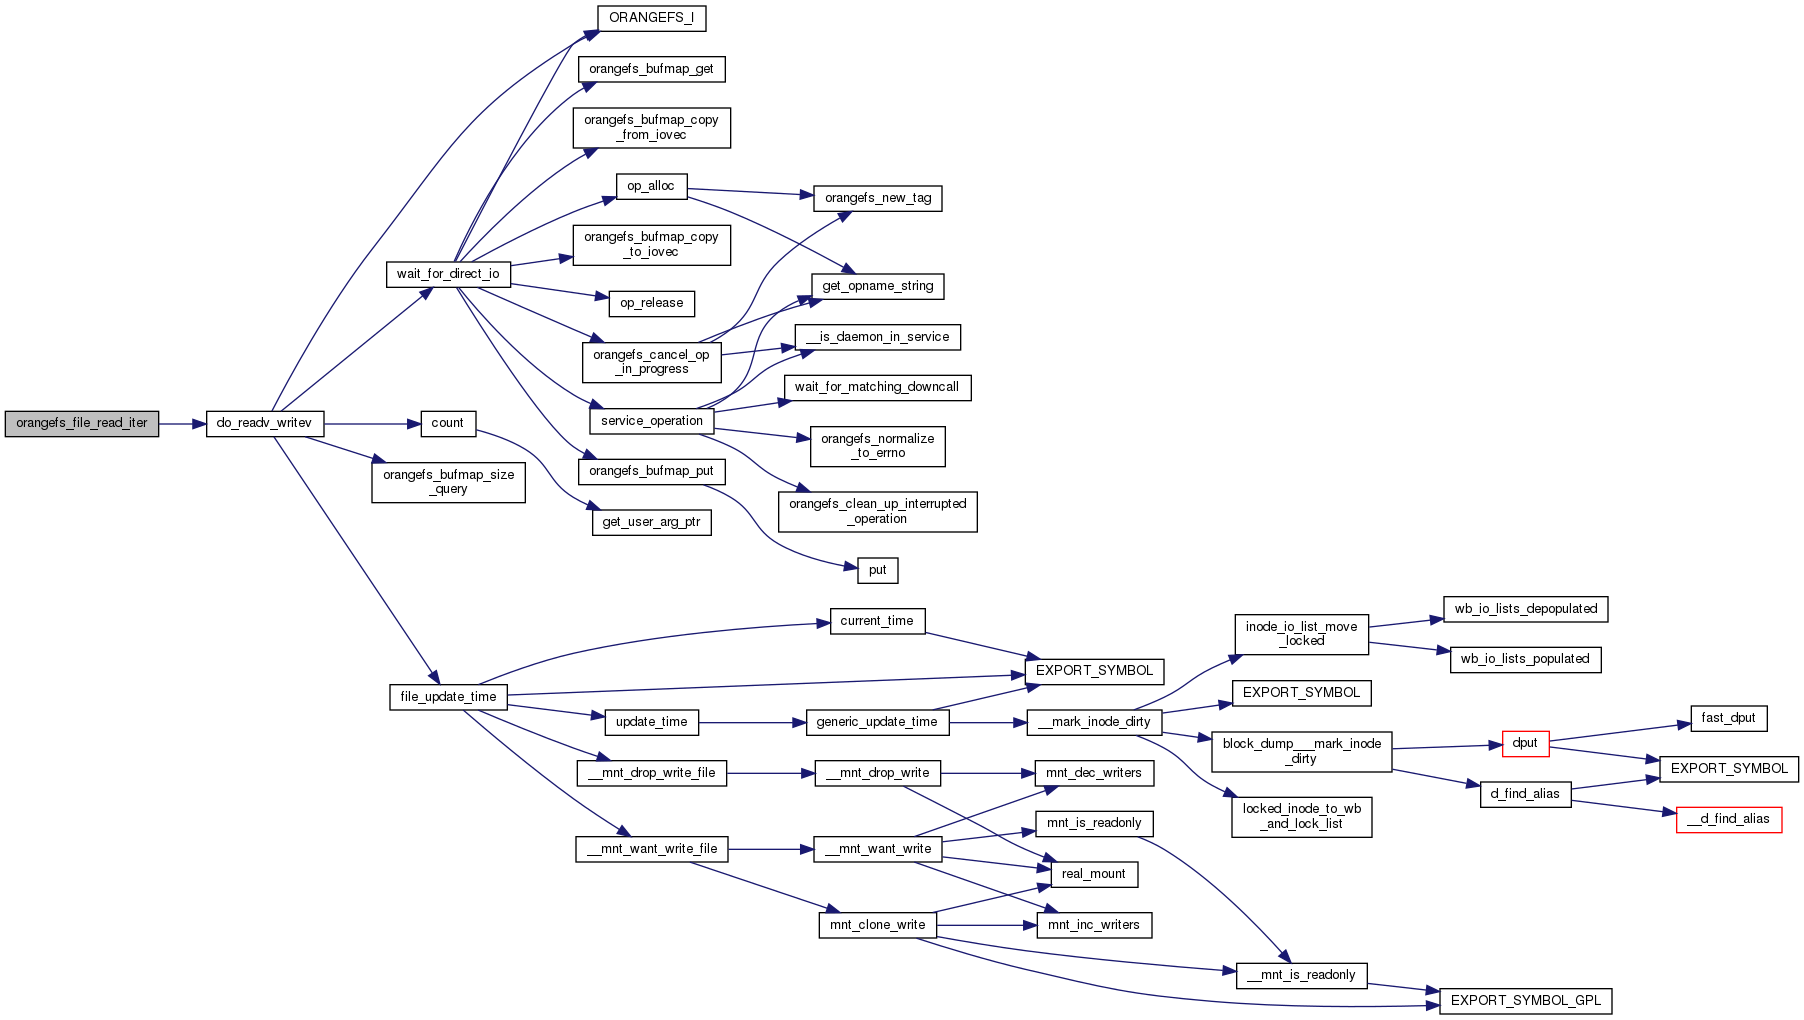 ORANGEFS_I
orangefs_bufmap_get
orangefs_bufmap_copy
_from_iovec
op_alloc
orangefs_new_tag
orangefs_bufmap_copy
_to_iovec
wait_for_direct_io
get_opname_string
op_release
__is_daemon_in_service
orangefs_cancel_op
_in_progress
wait_for_matching_downcall
orangefs_file_read_iter
do_readv_writev
count
service_operation
orangefs_normalize
_to_errno
orangefs_bufmap_size
_query
orangefs_bufmap_put
orangefs_clean_up_interrupted
_operation
get_user_arg_ptr
put
current_time
inode_io_list_move
_locked
wb_io_lists_depopulated
wb_io_lists_populated
EXPORT_SYMBOL
file_update_time
EXPORT_SYMBOL
update_time
generic_update_time
__mark_inode_dirty
fast_dput
block_dump___mark_inode
_dirty
dput
EXPORT_SYMBOL
__mnt_drop_write_file
__mnt_drop_write
mnt_dec_writers
d_find_alias
locked_inode_to_wb
_and_lock_list
mnt_is_readonly
__d_find_alias
__mnt_want_write_file
__mnt_want_write
real_mount
mnt_clone_write
mnt_inc_writers
__mnt_is_readonly
EXPORT_SYMBOL_GPL